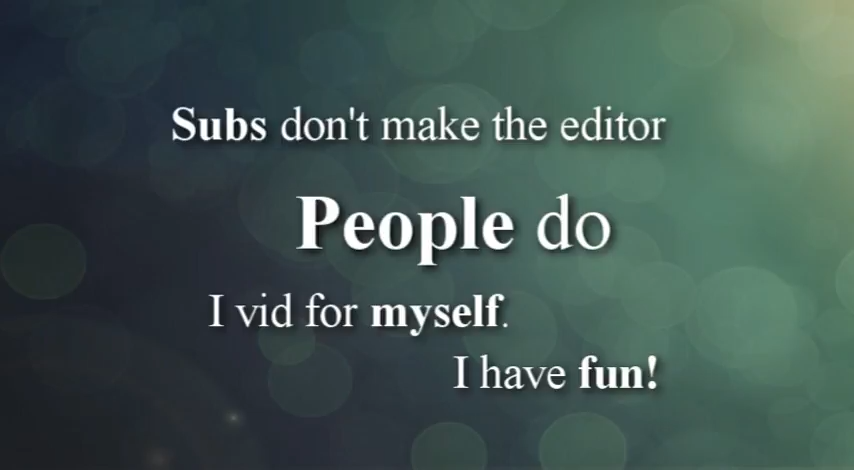 Subs don't make the editor
People do
I vid for myself.
I have fun!